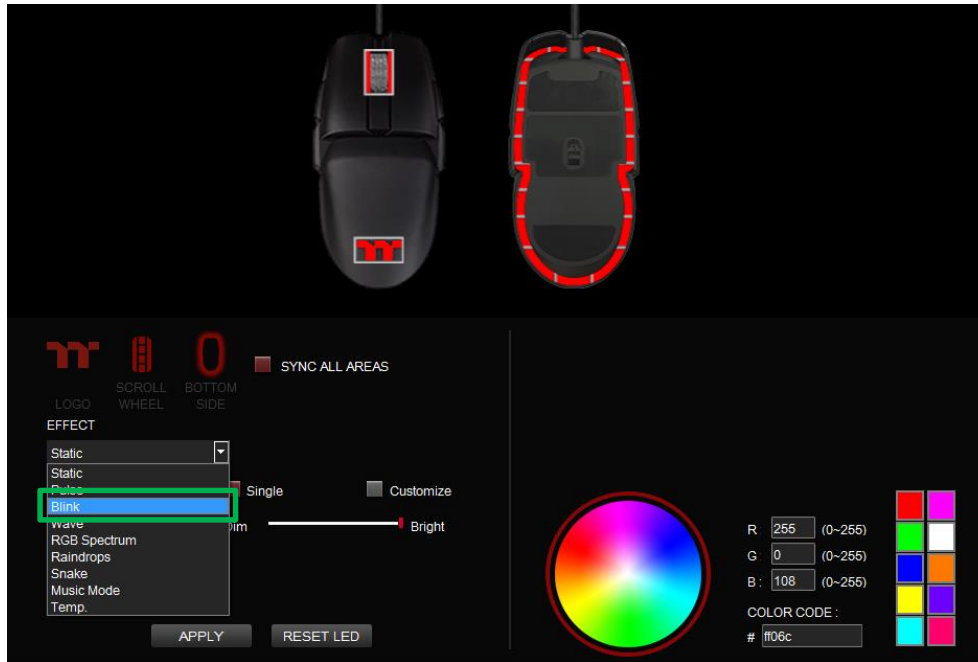 SYNC ALL AREAS
LOGO
SCROLL WHEEL
BOTTOM SIDE
EFFECT
Static
Static
Pulse
Blink
Wave
RGB Spectrum
Raindrops
Snake
Music Mode
Temp.
Single
Customize
Bright
APPLY
RESET LED
R: 255 (0~255)
G: 0 (0~255)
B: 108 (0~255)
COLOR CODE :
# ff06c